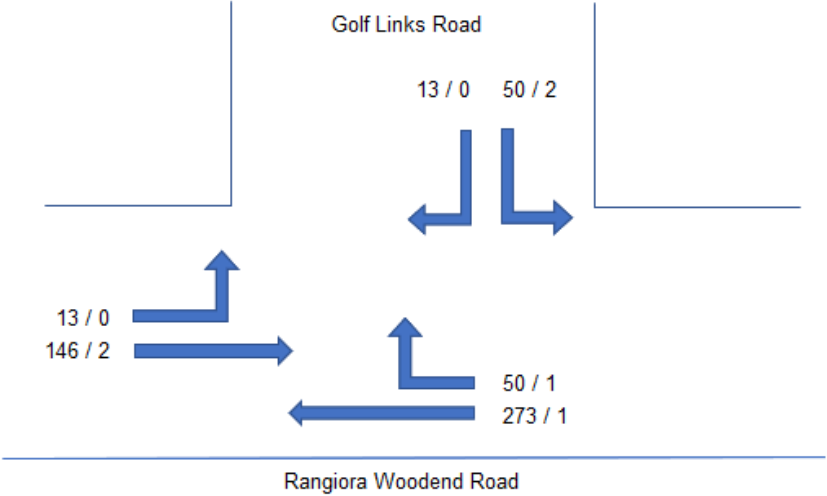 Golf Links Road
13 / 0 50 / 2
13 / 0
146 / 2
50 / 1
273 / 1
Rangiora Woodend Road